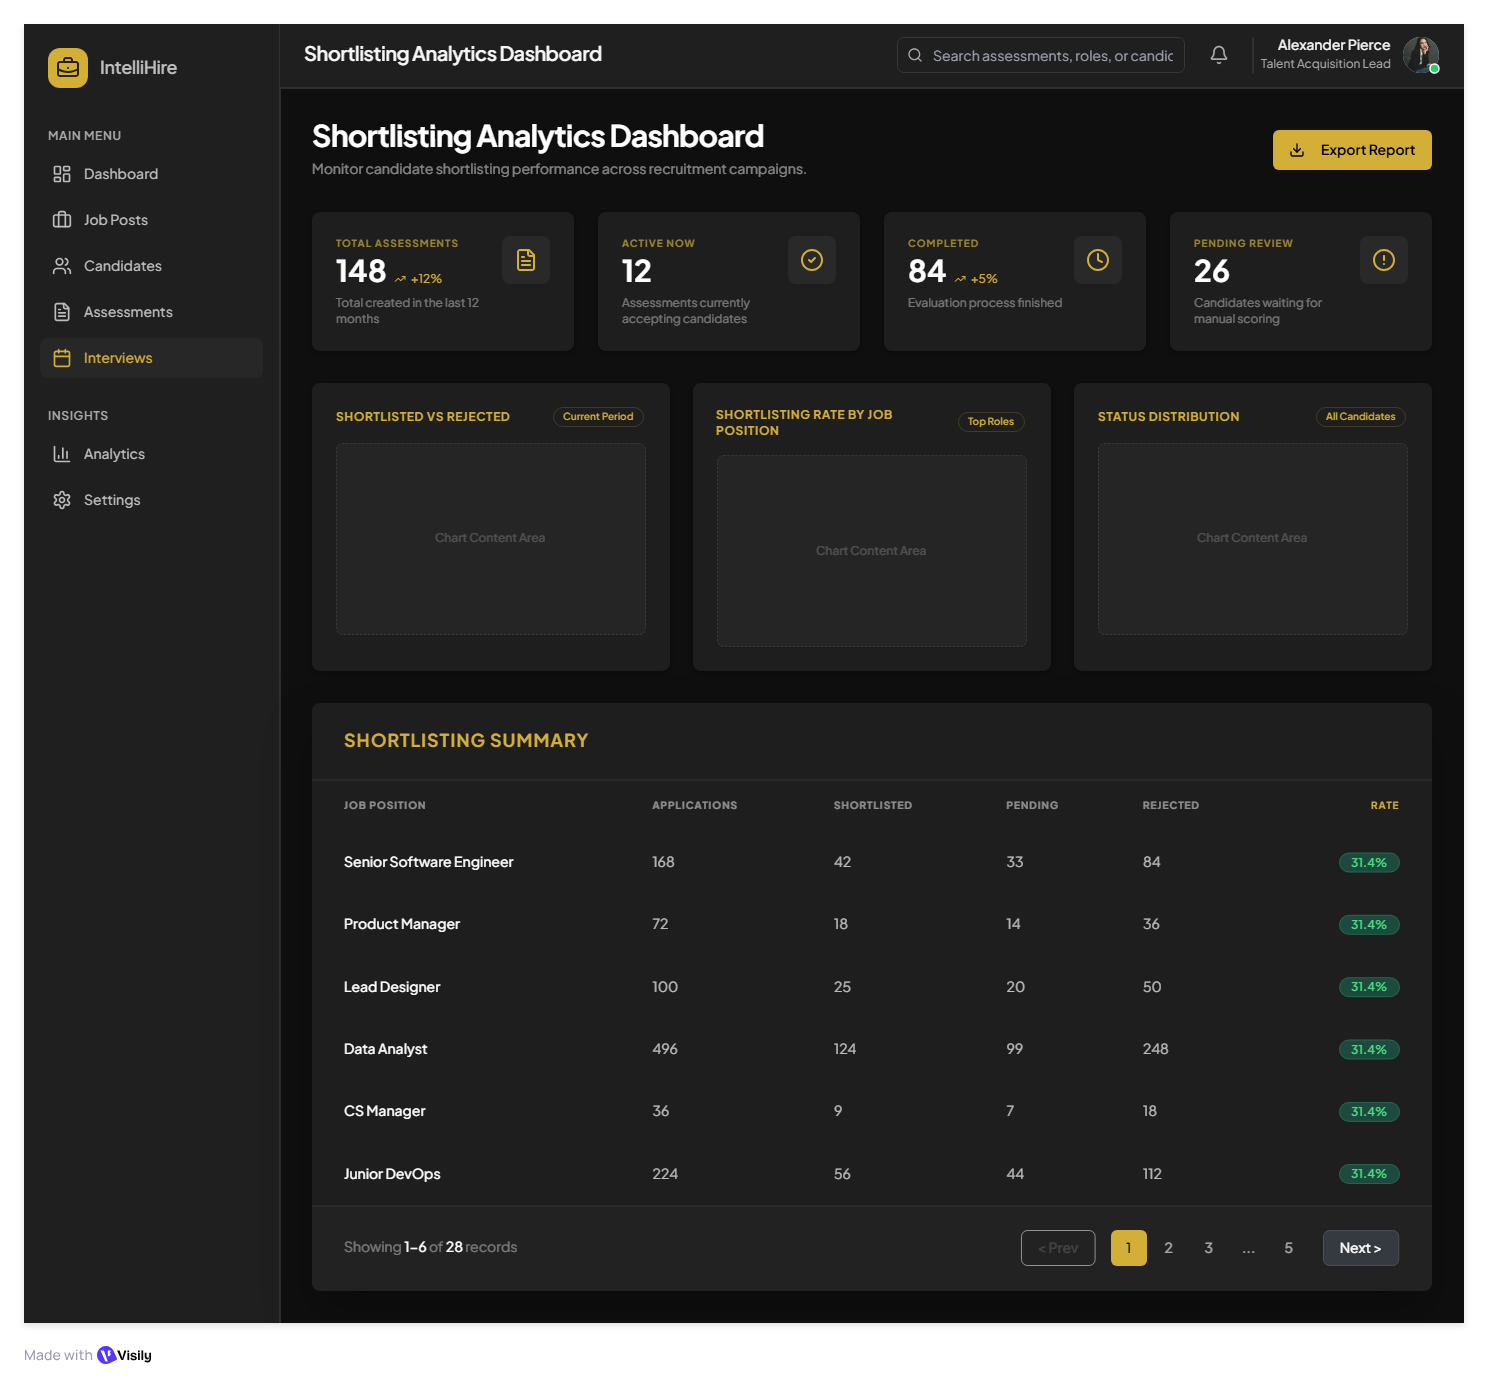 IntelliHire
MAIN MENU
Dashboard
Job Posts
Candidates
Assessments
Interviews
INSIGHTS
Analytics
Settings
Shortlisting Analytics Dashboard
Search assessments, roles, or candic
Alexander Pierce
Talent Acquisition Lead
Shortlisting Analytics Dashboard
Monitor candidate shortlisting performance across recruitment campaigns.
Export Report
TOTAL ASSESSMENTS
148 +12%
Total created in the last 12
months
ACTIVE NOW
12
Assessments currently
accepting candidates
COMPLETED
84 +5%
Evaluation process finished
PENDING REVIEW
26
Candidates waiting for
manual scoring
SHORTLISTED VS REJECTED
Current Period
Chart Content Area
SHORTLISTING RATE BY JOB
POSITION
Top Roles
Chart Content Area
STATUS DISTRIBUTION
All Candidates
Chart Content Area
SHORTLISTING SUMMARY
JOB POSITION APPLICATIONS SHORTLISTED PENDING REJECTED RATE
Senior Software Engineer 168 42 33 84 31.4%
Product Manager 72 18 14 36 31.4%
Lead Designer 100 25 20 50 31.4%
Data Analyst 496 124 99 248 31.4%
CS Manager 36 9 7 18 31.4%
Junior DevOps 224 56 44 112 31.4%
Showing 1–6 of 28 records
< Prev 1 2 3 ... 5 Next >
Made with Visily